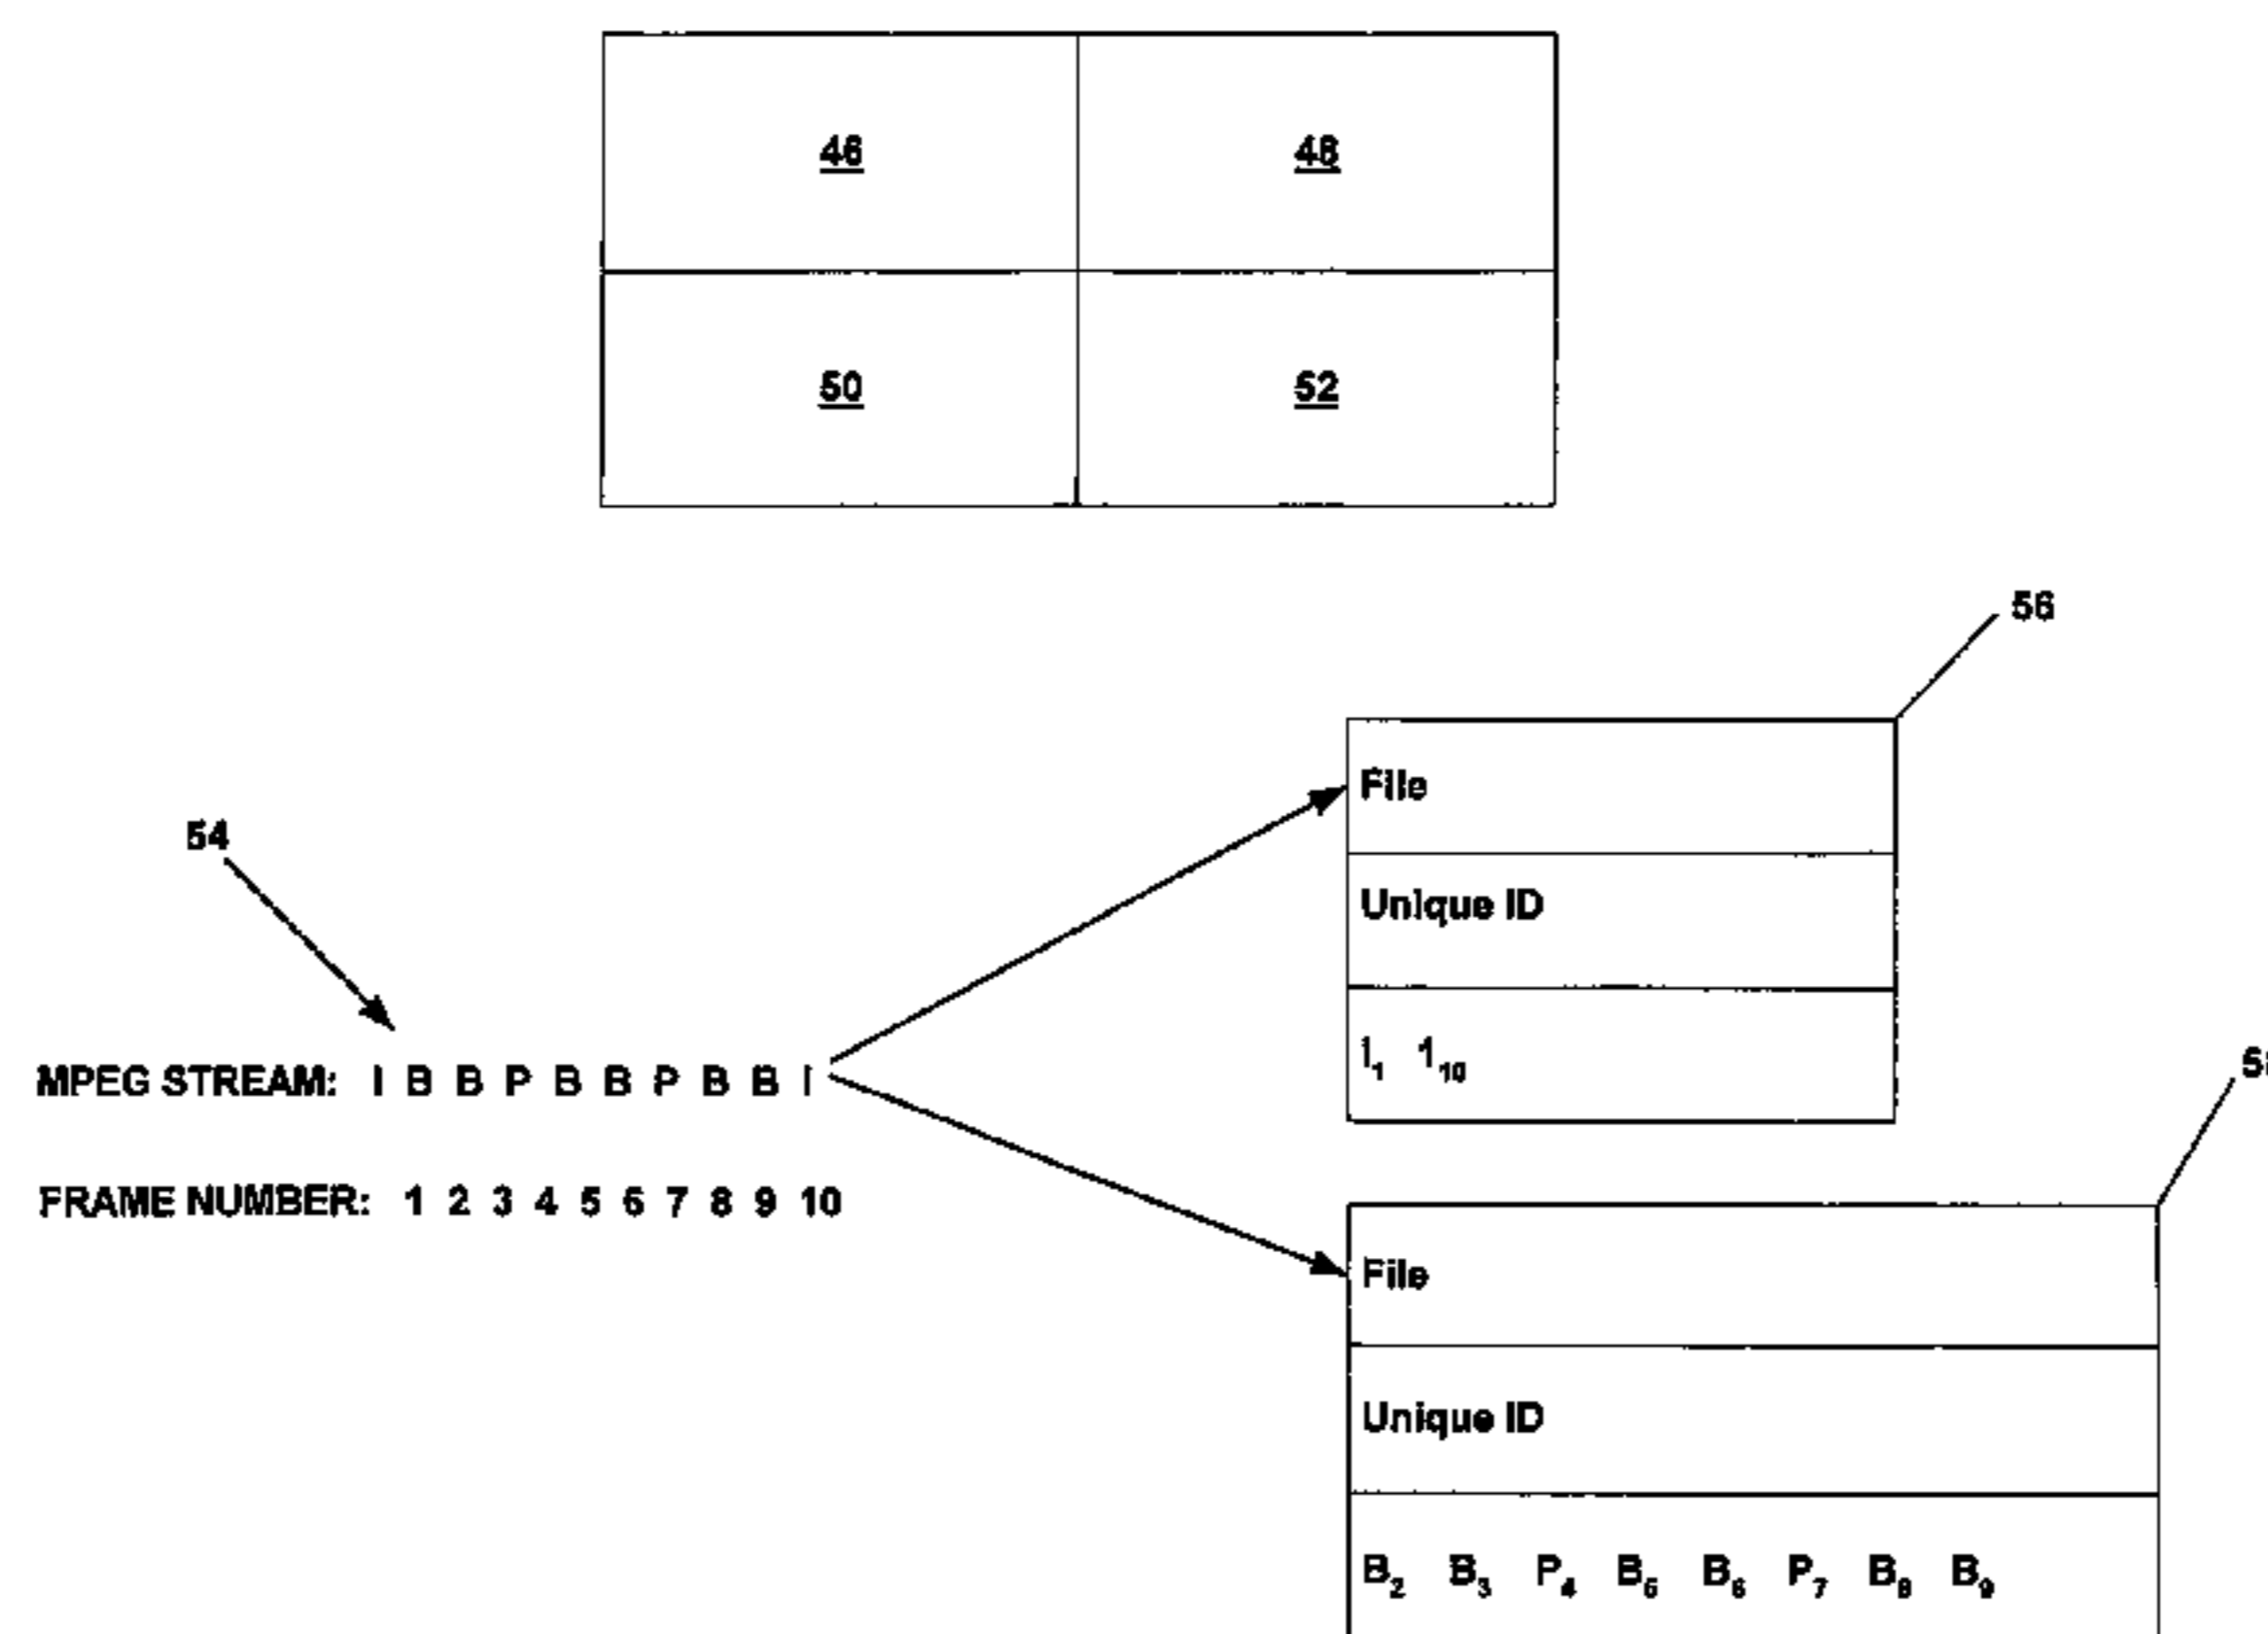 46 48
50 52
56
File
54
Unique ID
I₁ I₁₀
MPEG STREAM: I B B P B B P B B I
FRAME NUMBER: 1 2 3 4 5 6 7 8 9 10
File
Unique ID
B₂ B₃ P₄ B₅ B₆ P₇ B₈ B₉